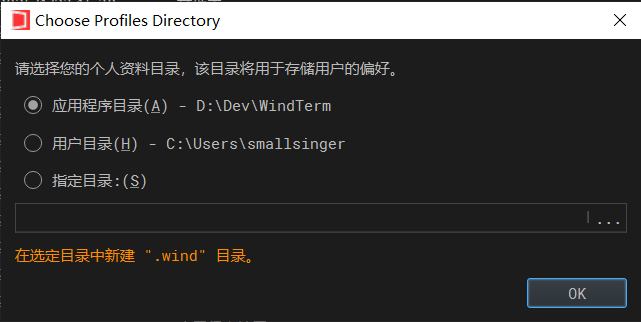 Choose Profiles Directory
请选择您的个人资料目录，该目录将用于存储用户的偏好。
应用程序目录(A) - D:\Dev\WindTerm
用户目录(H) - C:\Users\smallsinger
指定目录:(S)
...
在选定目录中新建 ".wind" 目录。
OK